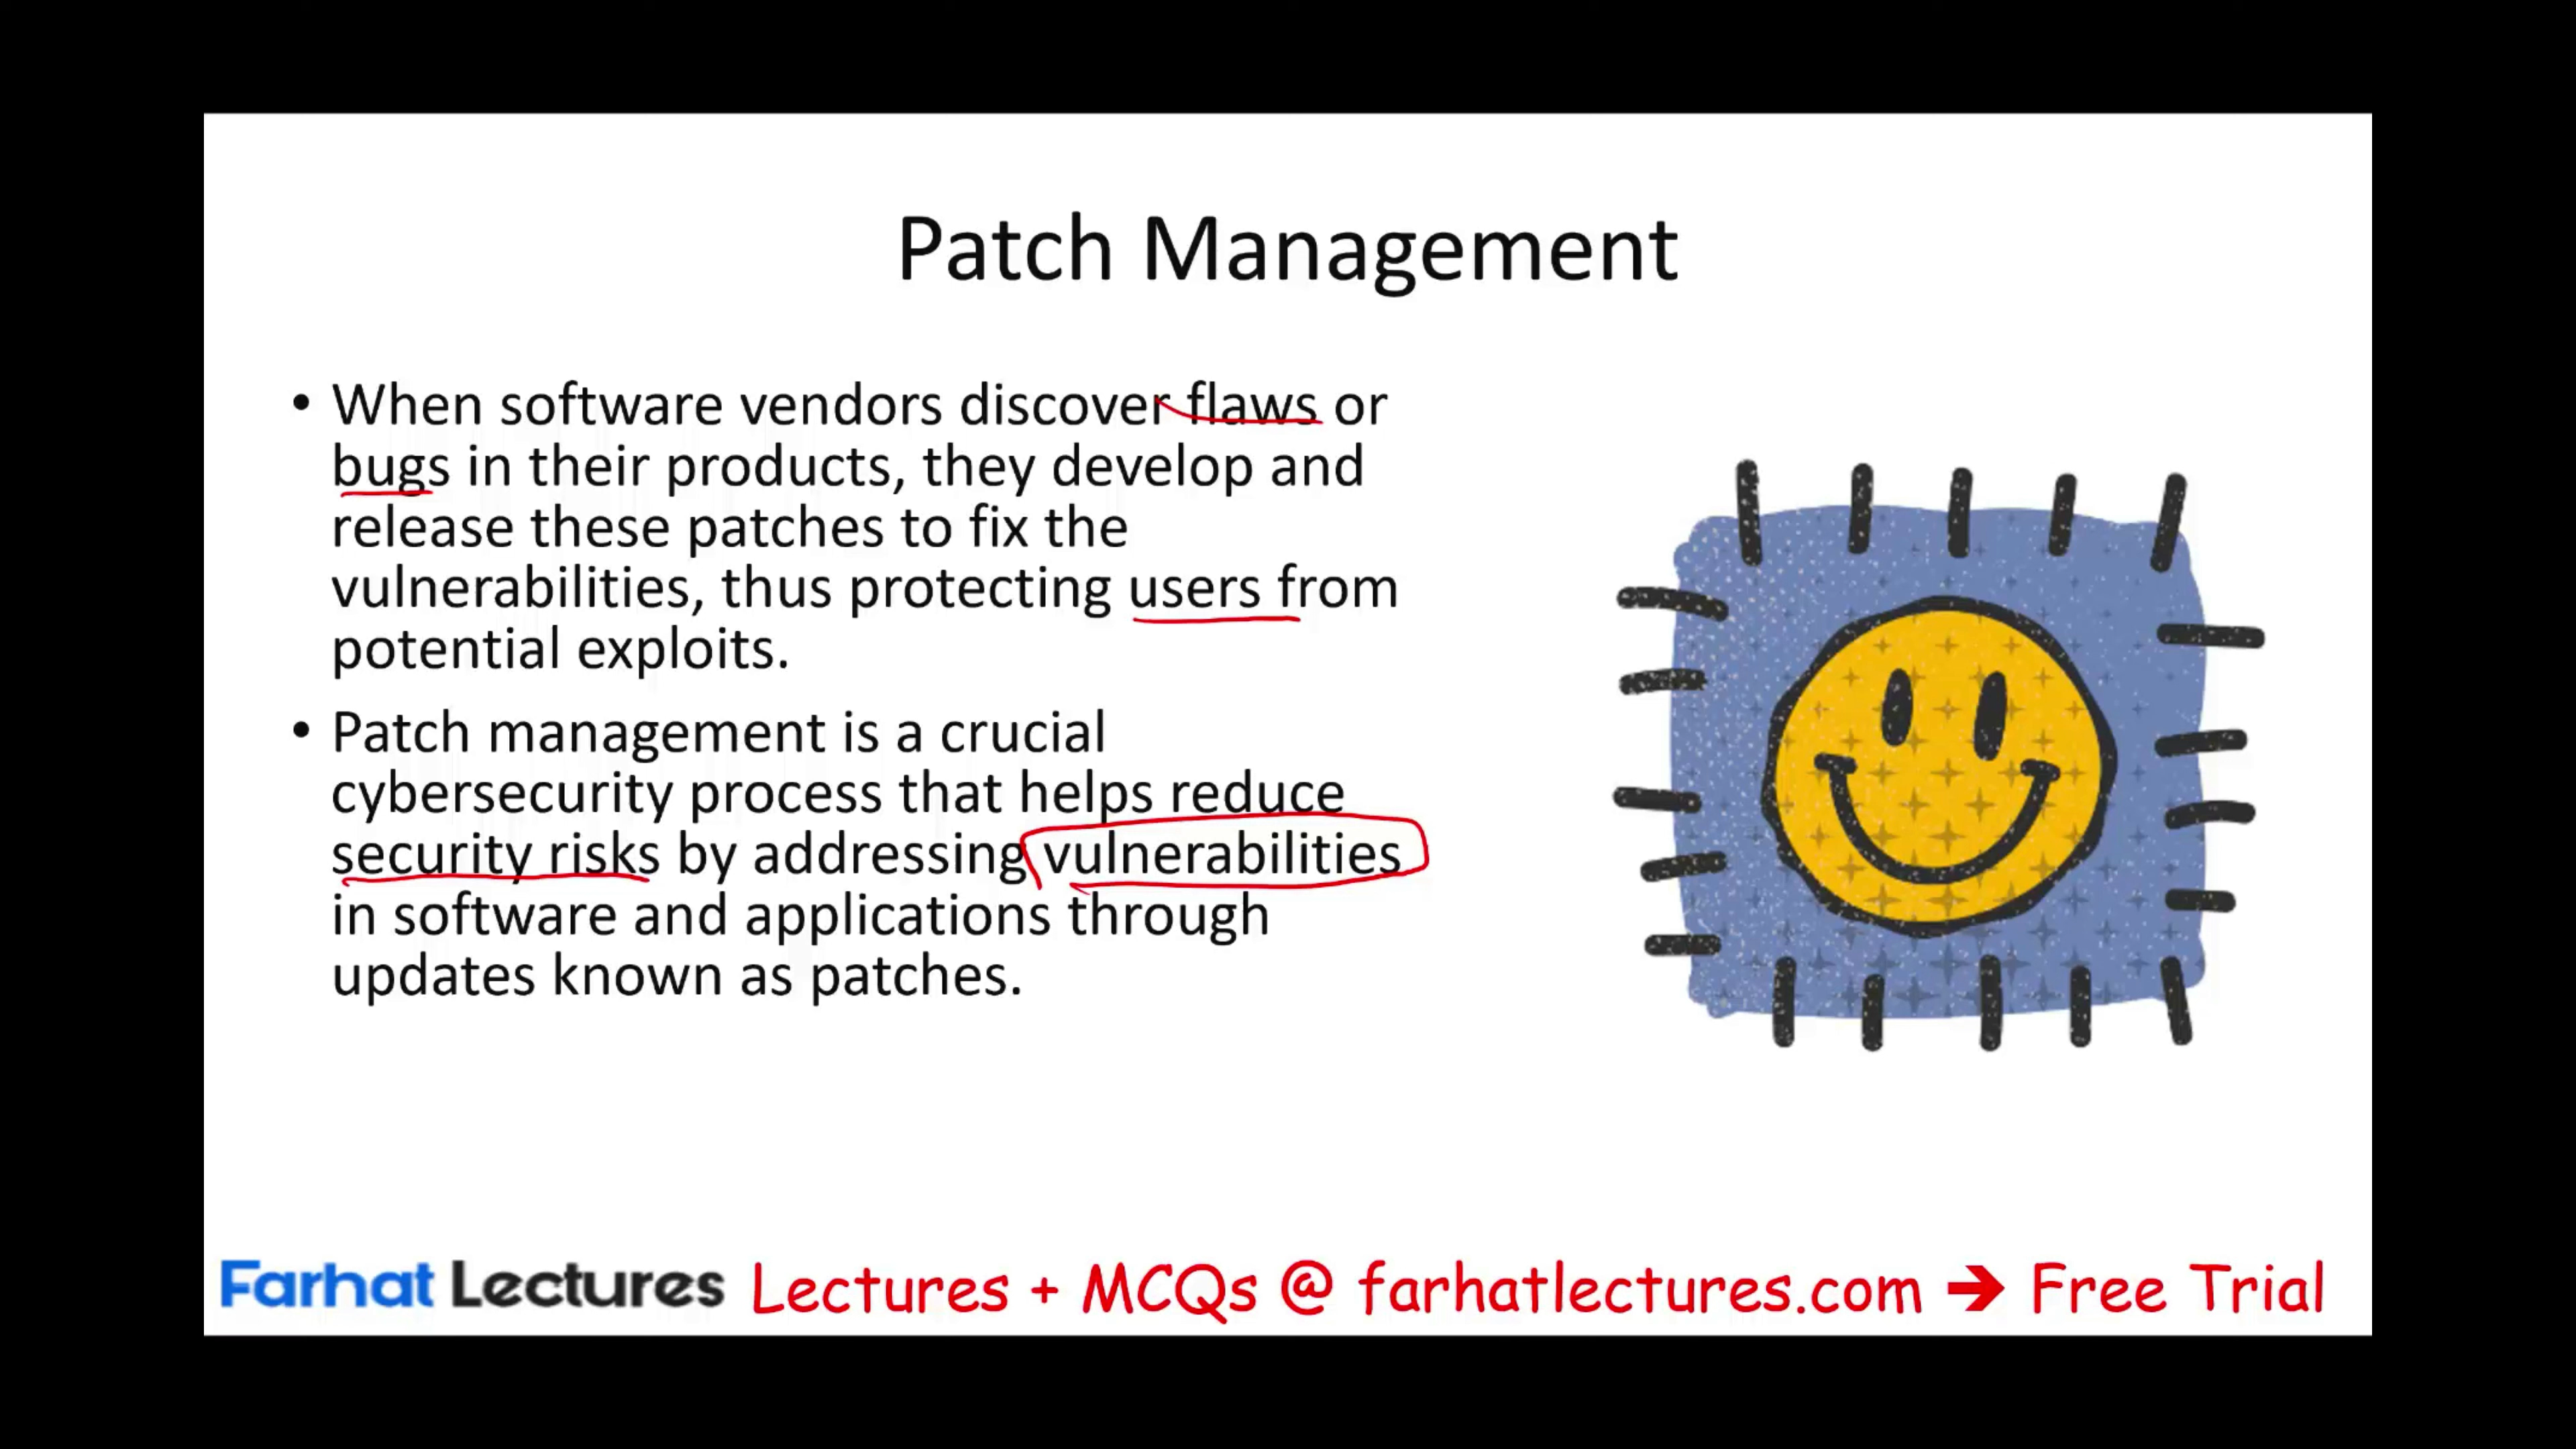 Patch Management
• When software vendors discover flaws or
bugs in their products, they develop and
release these patches to fix the
vulnerabilities, thus protecting users from
potential exploits.
• Patch management is a crucial
cybersecurity process that helps reduce
security risks by addressing vulnerabilities
in software and applications through
updates known as patches.
Farhat Lectures Lectures + MCQs @ farhatlectures.com ➔ Free Trial